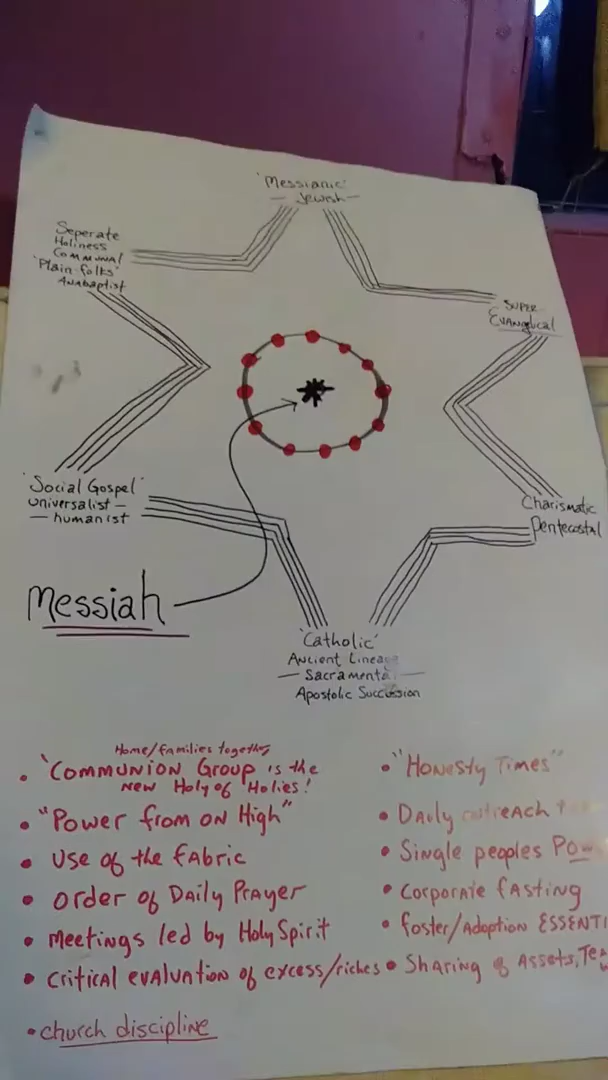 'Messianic'
— Jewish —
Seperate
Holiness
Communal
'Plain-folks'
Anabaptist
SUPER
Evangelical
'Social Gospel'
universalist —
— humanist
Charismatic
Pentecostal
Messiah
'Catholic'
Ancient Lineage
— Sacramental —
Apostolic Succession
Home/families together
• "Communion Group is the
new Holy of Holies!
• "Power from on High"
• Use of the fabric
• Order of Daily Prayer
• Meetings led by Holy Spirit
• Critical evaluation of excess/riches
• church discipline
• "Honesty Times"
• Daily outreach
• Single peoples
• Corporate fasting
• foster/Adoption
• Sharing of Assets,